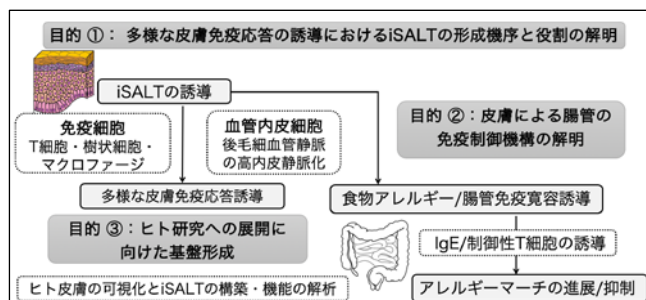 目的 ①： 多様な皮膚免疫応答の誘導におけるiSALTの形成機序と役割の解明
iSALTの誘導
免疫細胞
T細胞・樹状細胞・
マクロファージ
血管内皮細胞
後毛細血管静脈
の高内皮静脈化
目的 ②：皮膚による腸管の
免疫制御機構の解明
多様な皮膚免疫応答誘導
食物アレルギー/腸管免疫寛容誘導
目的 ③：ヒト研究への展開に
向けた基盤形成
IgE/制御性T細胞の誘導
ヒト皮膚の可視化とiSALTの構築・機能の解析
アレルギーマーチの進展/抑制